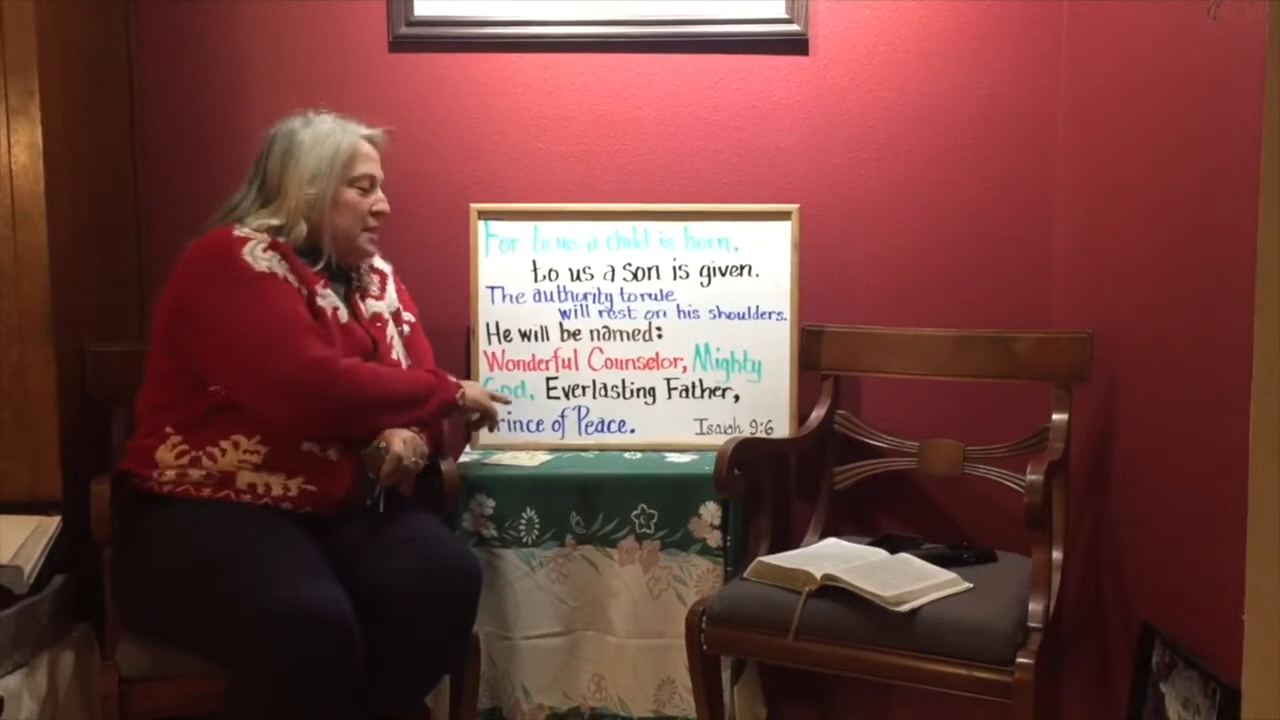 For to us a child is born.
to us a son is given.
The authority to rule
will rest on his shoulders.
He will be named:
Wonderful Counselor, Mighty
God, Everlasting Father,
Prince of Peace. Isaiah 9:6